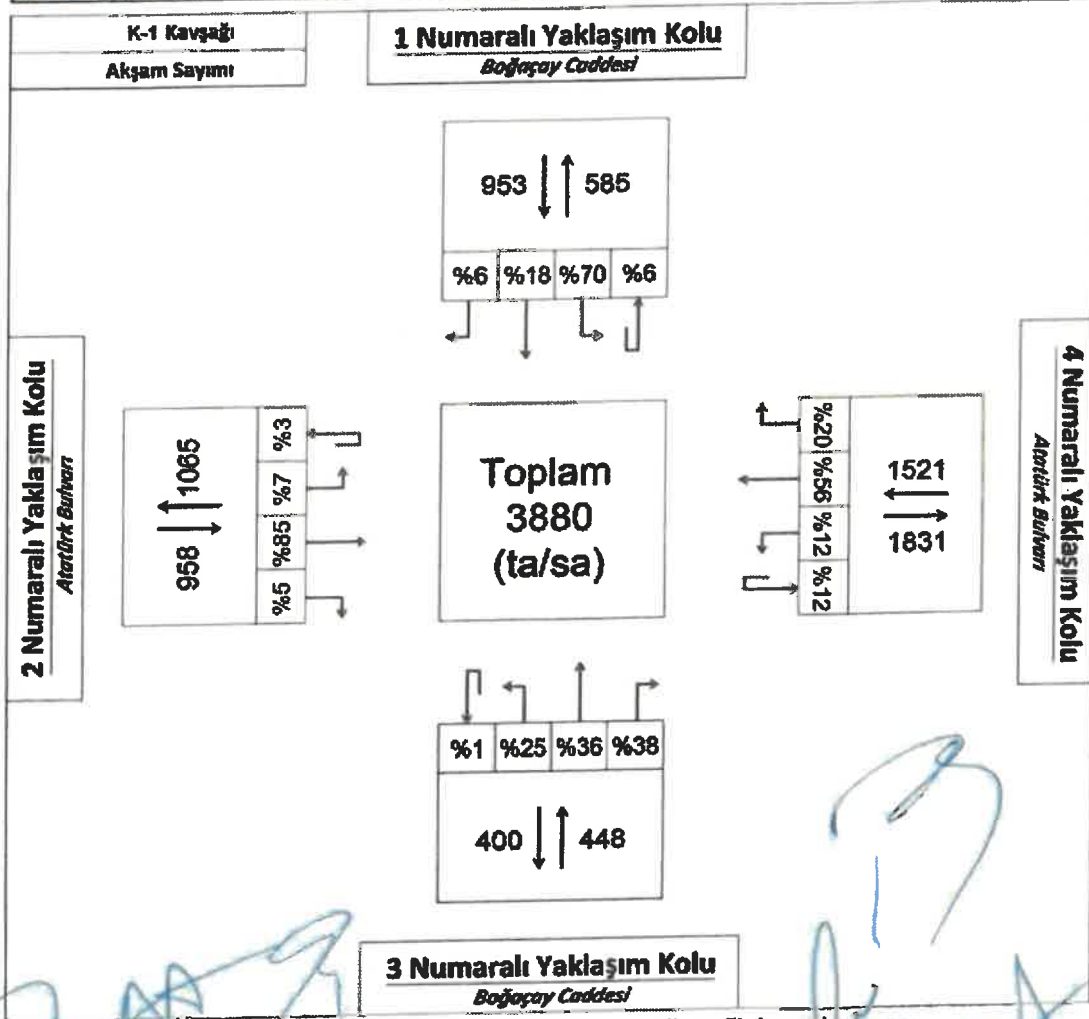 K-1 Kavşağı
Akşam Sayımı
1 Numaralı Yaklaşım Kolu
Boğaçay Caddesi
953 585
%6 %18 %70 %6
2 Numaralı Yaklaşım Kolu
Atatürk Bulvarı
1065
958
%3
%7
%85
%5
Toplam
3880
(ta/sa)
%20
%56
%12
%12
1521
1831
4 Numaralı Yaklaşım Kolu
Atatürk Bulvarı
%1 %25 %36 %38
400 448
3 Numaralı Yaklaşım Kolu
Boğaçay Caddesi